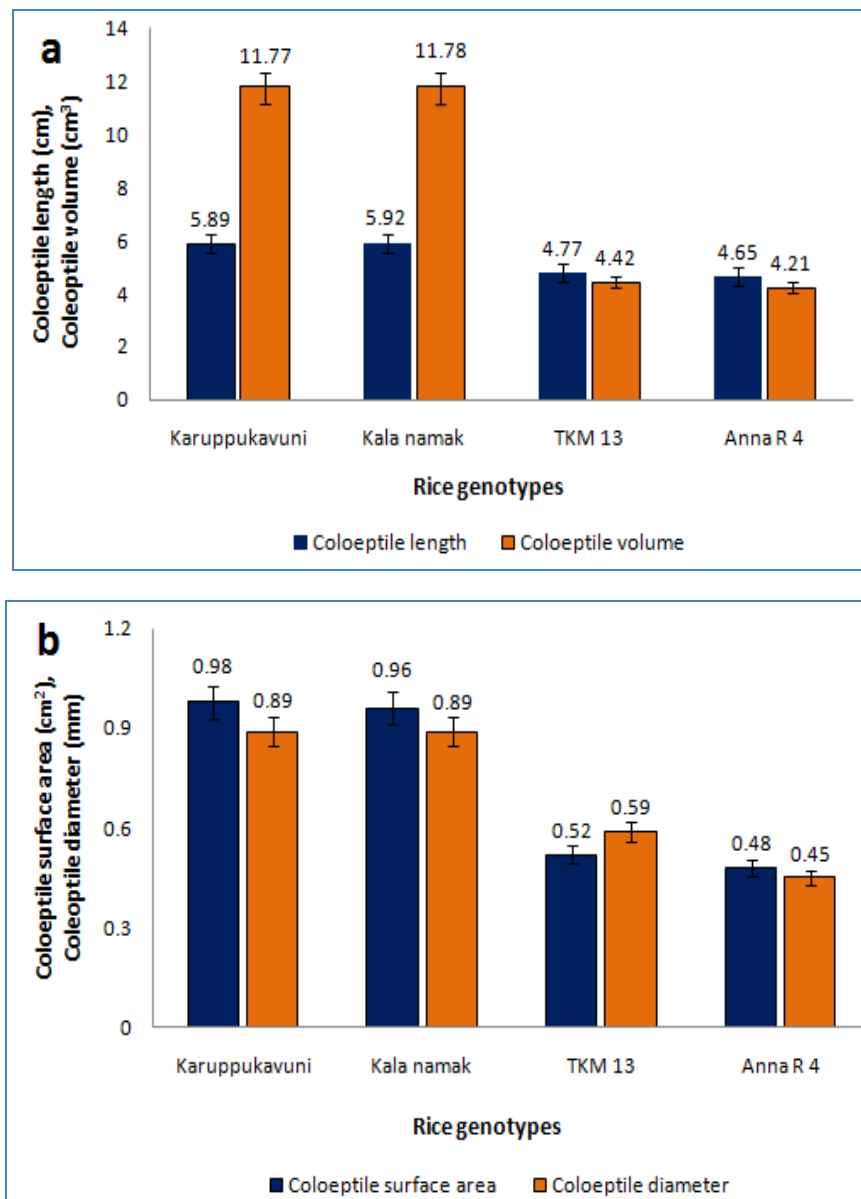 a
Coloeptile length (cm),
Coleoptile volume (cm³)
14
12
10
8
6
4
2
0
5.89
11.77
5.92
11.78
4.77
4.42
4.65
4.21
Karuppukavuni Kala namak TKM 13 Anna R 4
Rice genotypes
Coloeptile length Coloeptile volume
b
Coloeptile surface area (cm²),
Coleoptile diameter (mm)
1.2
0.9
0.6
0.3
0
0.98
0.89
0.96
0.89
0.52
0.59
0.48
0.45
Karuppukavuni Kala namak TKM 13 Anna R 4
Rice genotypes
Coloeptile surface area Coloeptile diameter